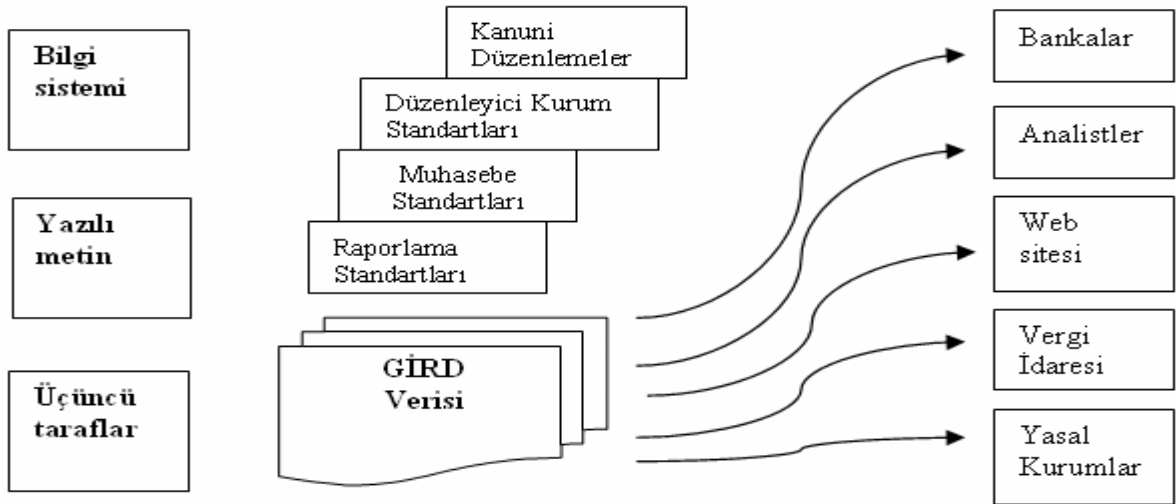 Bilgi
sistemi
Yazılı
metin
Üçüncü
taraflar
Kanuni
Düzenlemeler
Düzenleyici Kurum
Standartları
Muhasebe
Standartları
Raporlama
Standartları
GİRD
Verisi
Bankalar
Analistler
Web
sitesi
Vergi
İdaresi
Yasal
Kurumlar